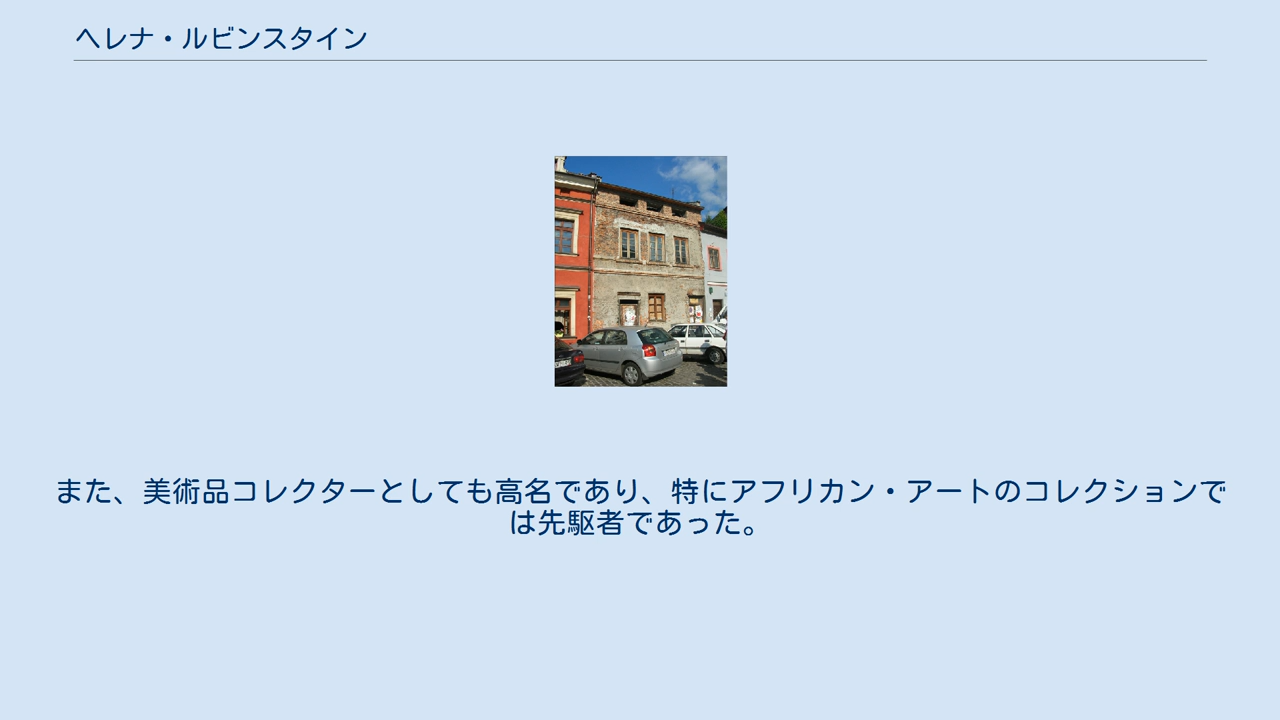 ヘレナ・ルビンスタイン
また、美術品コレクターとしても高名であり、特にアフリカン・アートのコレクションで
は先駆者であった。